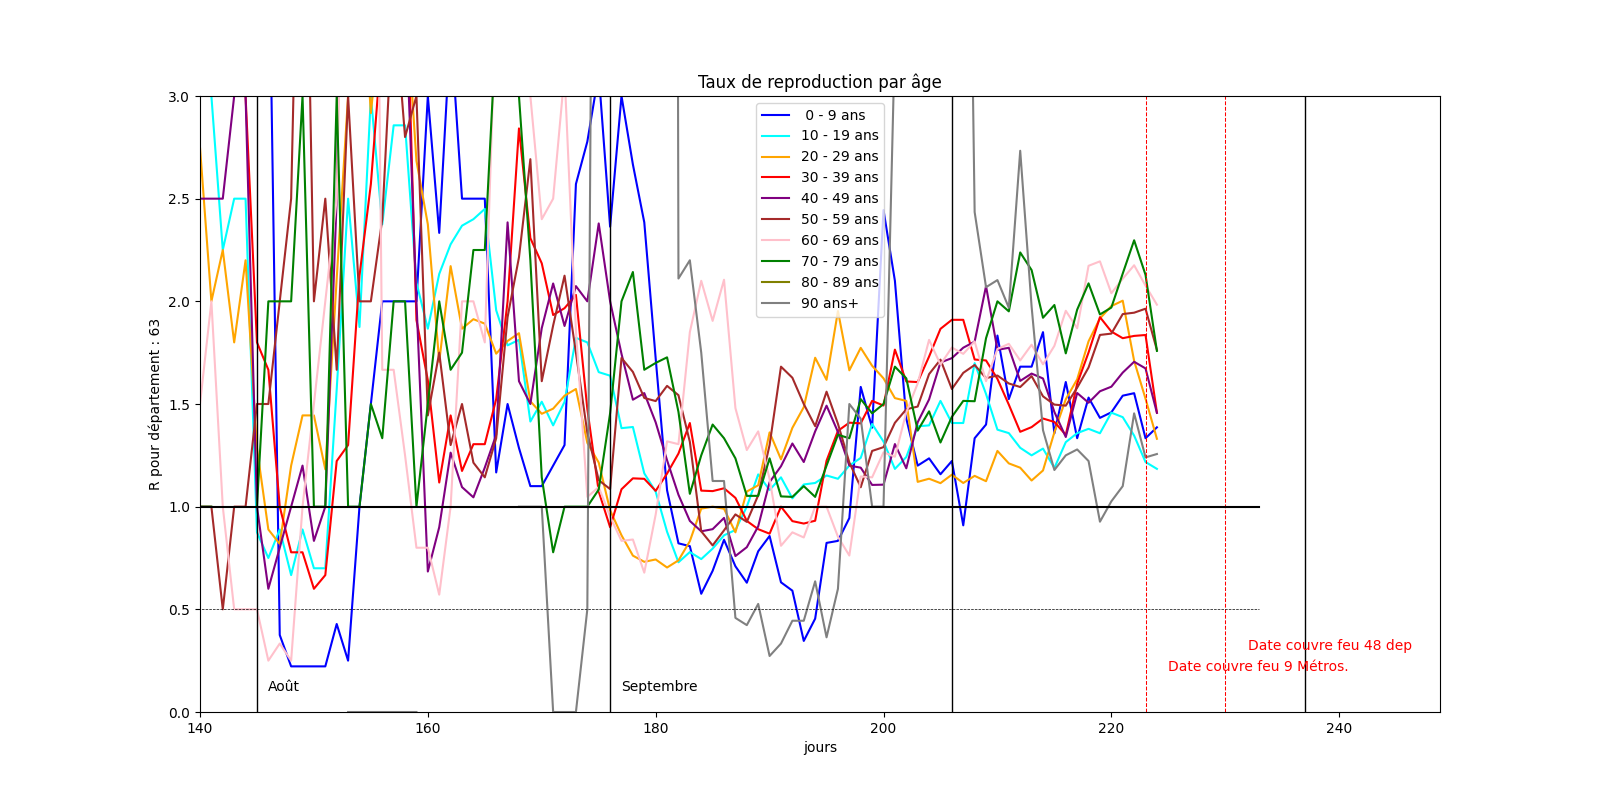 Taux de reproduction par âge
R pour département : 63
3.0
2.5
2.0
1.5
1.0
0.5
0.0
0 - 9 ans
10 - 19 ans
20 - 29 ans
30 - 39 ans
40 - 49 ans
50 - 59 ans
60 - 69 ans
70 - 79 ans
80 - 89 ans
90 ans+
Date couvre feu 48 dep
Date couvre feu 9 Métros.
Août
Septembre
140
160
180
200
220
240
jours